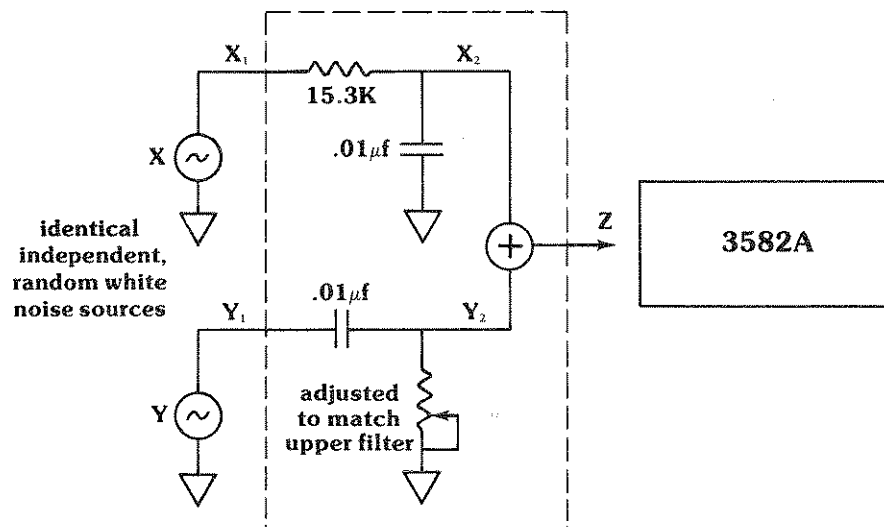 X₁
X₂
15.3K
.01μf
X
identical
independent,
random white
noise sources
Z
3582A
.01μf
Y₁
Y₂
Y
adjusted
to match
upper filter